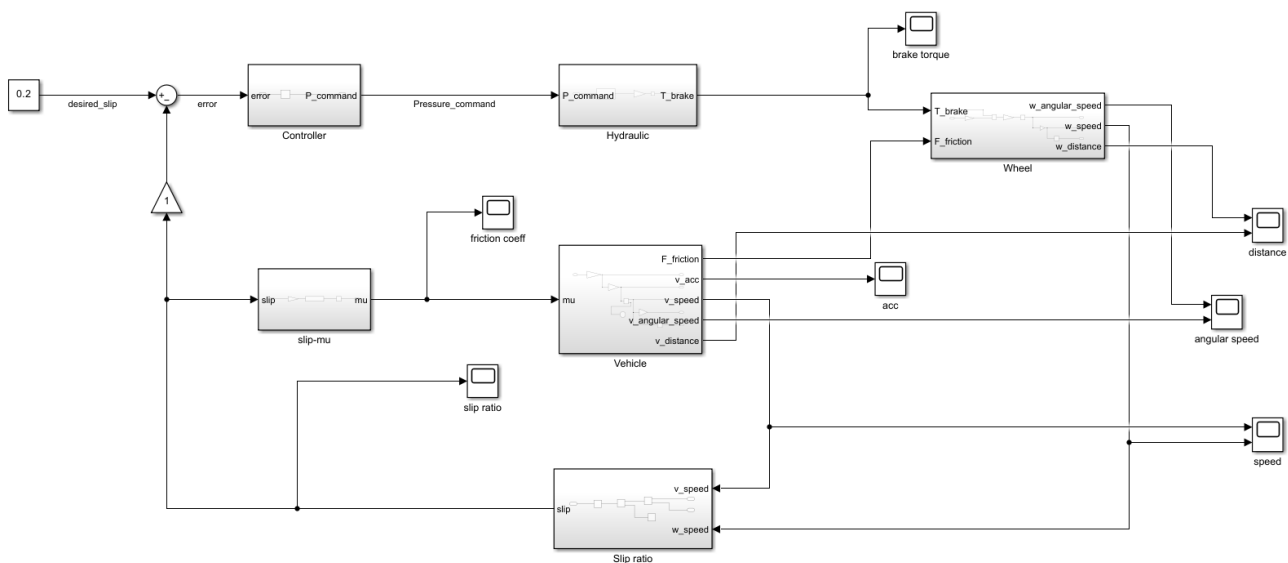 brake torque
0.2
desired_slip
+
_
error
error
P_command
Controller
Pressure_command
P_command
T_brake
Hydraulic
T_brake
F_friction
w_angular_speed
w_speed
w_distance
Wheel
1
friction coeff
distance
slip
mu
slip-mu
mu
F_friction
v_acc
v_speed
v_angular_speed
v_distance
Vehicle
acc
angular speed
slip ratio
speed
slip
v_speed
w_speed
Slip ratio